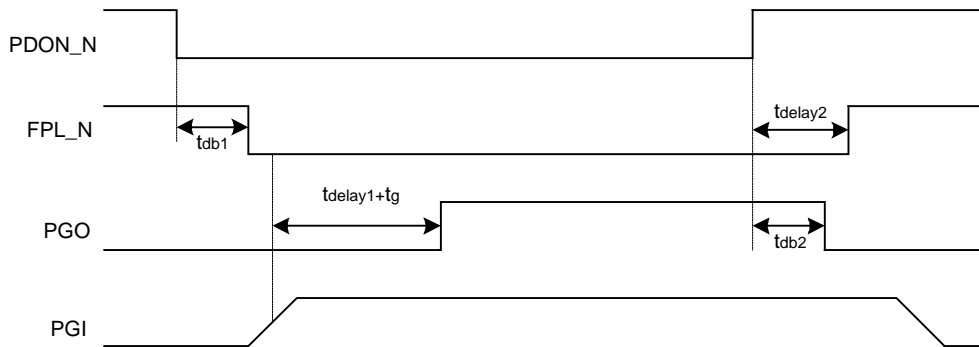 PDON_N
FPL_N
tdb1
tdelay2
tdelay1+tg
PGO
tdb2
PGI